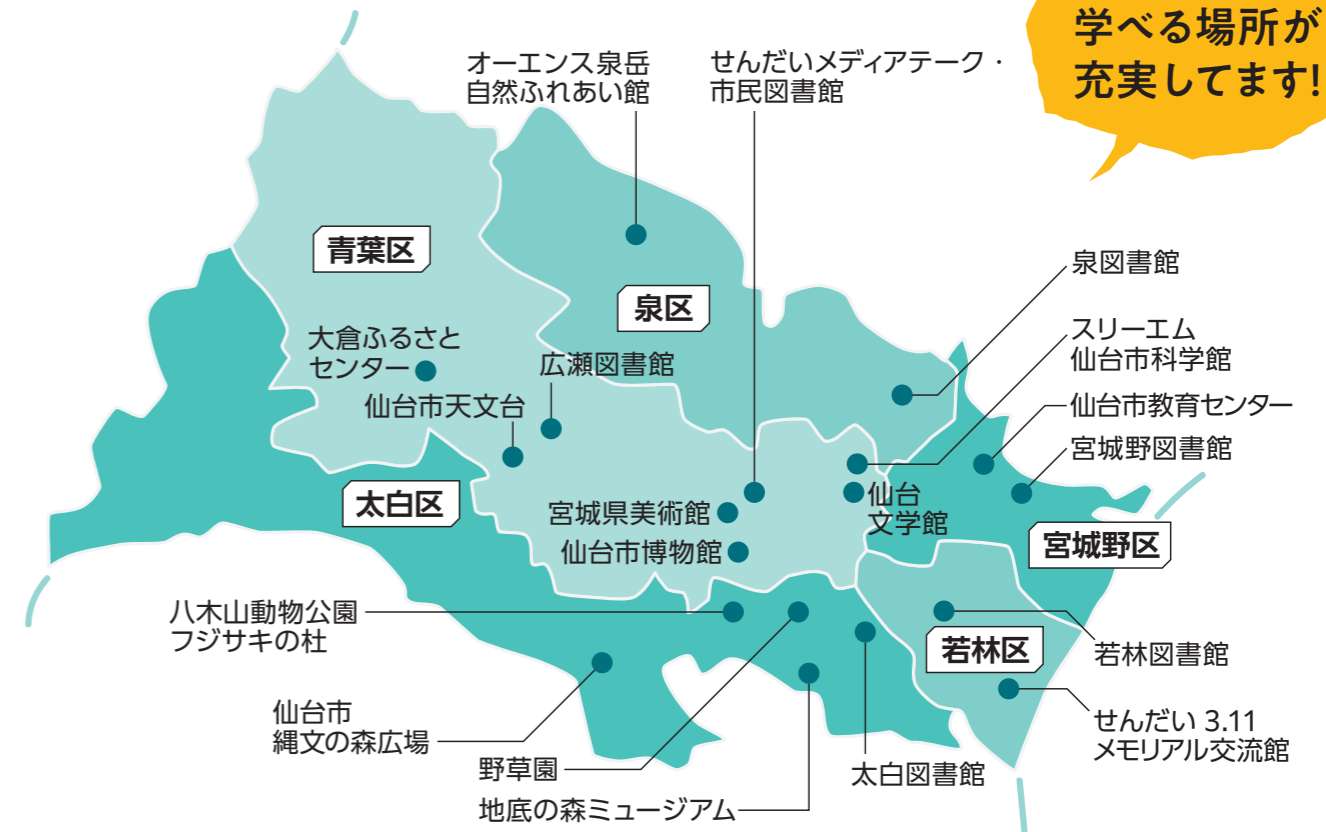 学べる場所が
充実してます!
オーエンス泉岳
自然ふれあい館
せんだいメディアテーク・
市民図書館
青葉区
泉区
泉図書館
スリーエム
仙台市科学館
大倉ふるさと
センター
広瀬図書館
仙台市天文台
仙台市教育センター
宮城野図書館
太白区
宮城県美術館
仙台
文学館
仙台市博物館
宮城野区
八木山動物公園
フジサキの杜
若林区
若林図書館
仙台市
縄文の森広場
せんだい 3.11
メモリアル交流館
野草園
太白図書館
地底の森ミュージアム